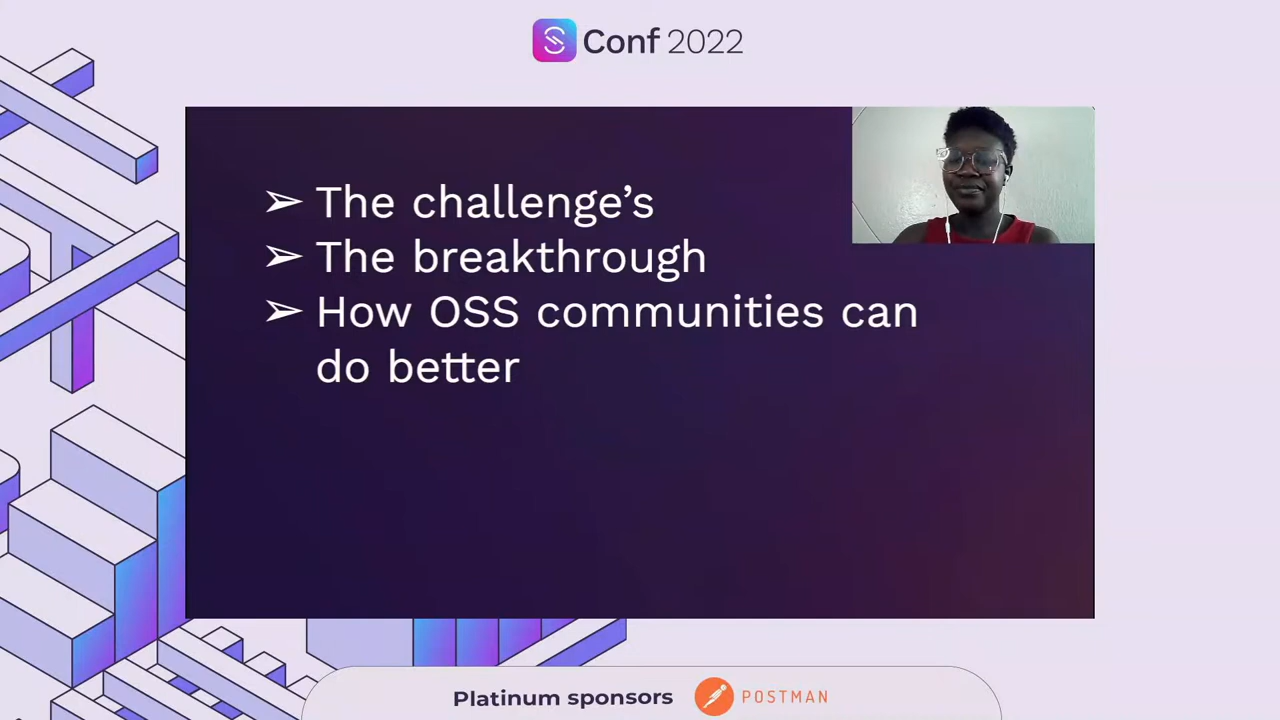 Conf 2022
➢ The challenge’s
➢ The breakthrough
➢ How OSS communities can
do better
Platinum sponsors POSTMAN